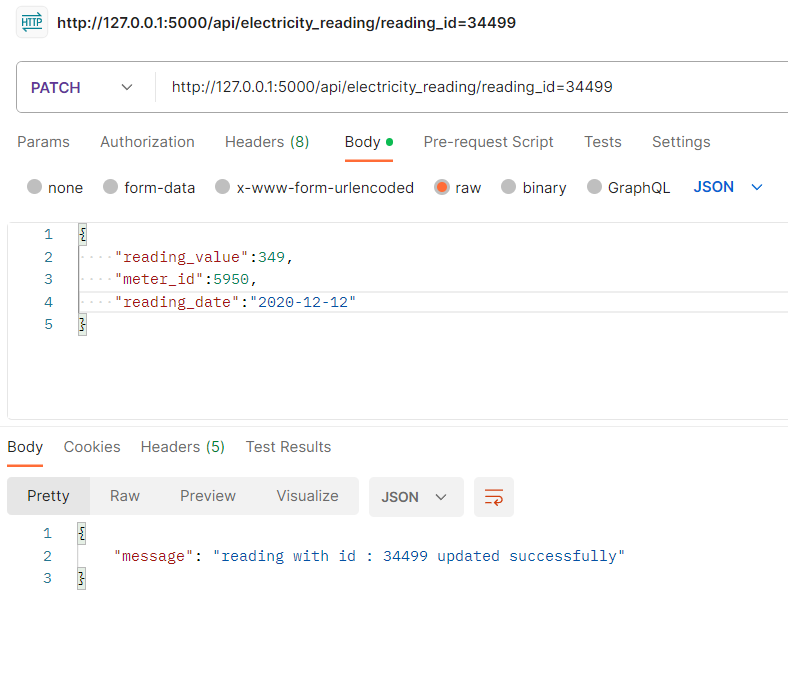 HTTP http://127.0.0.1:5000/api/electricity_reading/reading_id=34499
PATCH http://127.0.0.1:5000/api/electricity_reading/reading_id=34499
Params Authorization Headers (8) Body Pre-request Script Tests Settings
none form-data x-www-form-urlencoded raw binary GraphQL JSON
1 {
2 ····"reading_value":349,
3 ····"meter_id":5950,
4 ····"reading_date":"2020-12-12"
5 }
Body Cookies Headers (5) Test Results
Pretty Raw Preview Visualize JSON
1 {
2 "message": "reading with id : 34499 updated successfully"
3 }